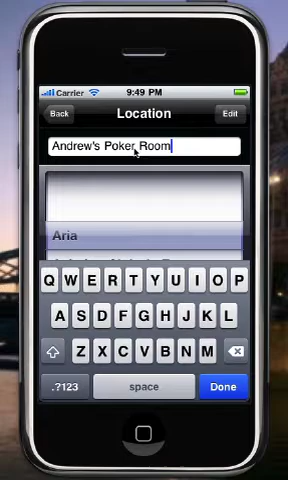 Carrier 9:49 PM
Back Location Edit
Andrew's Poker Room
Aria
Q W E R T Y U I O P
A S D F G H J K L
Z X C V B N M
.?123 space Done